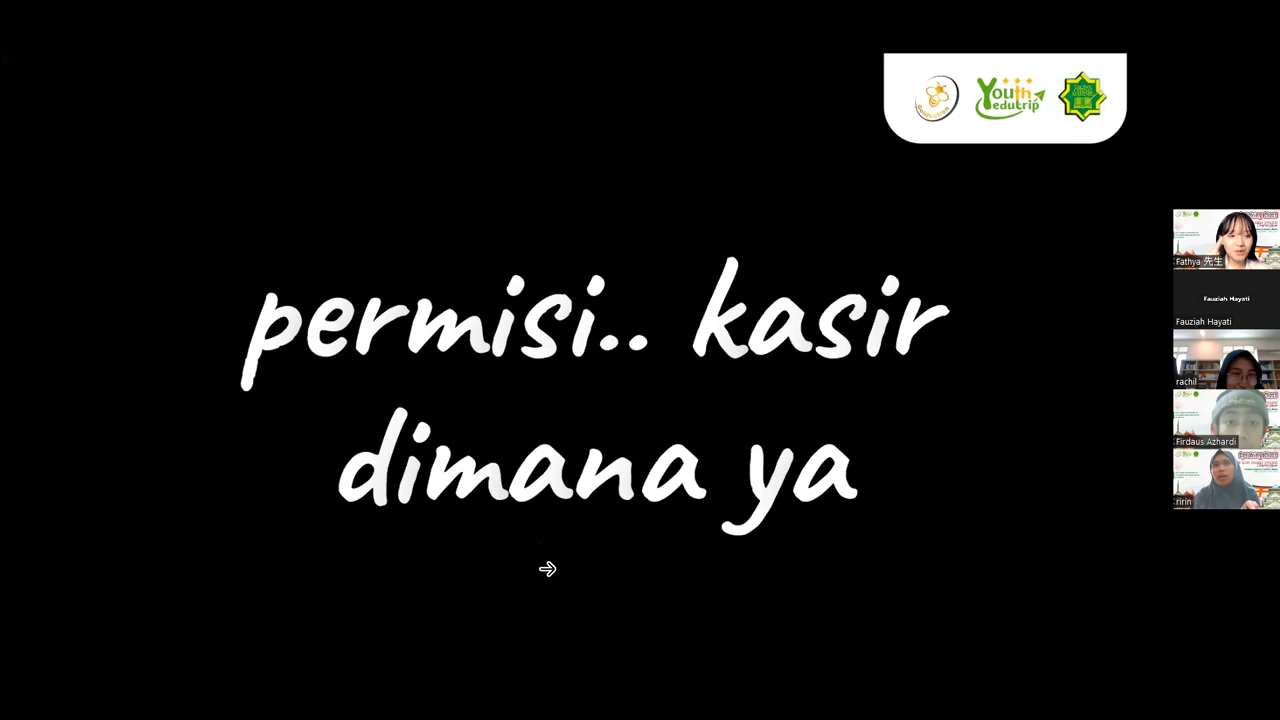 Youth
edutrip
permisi.. kasir
dimana ya
Fathya 先生
Fauziah Hayati
Fauziah Hayati
rachil
Firdaus Azhardi
ririn